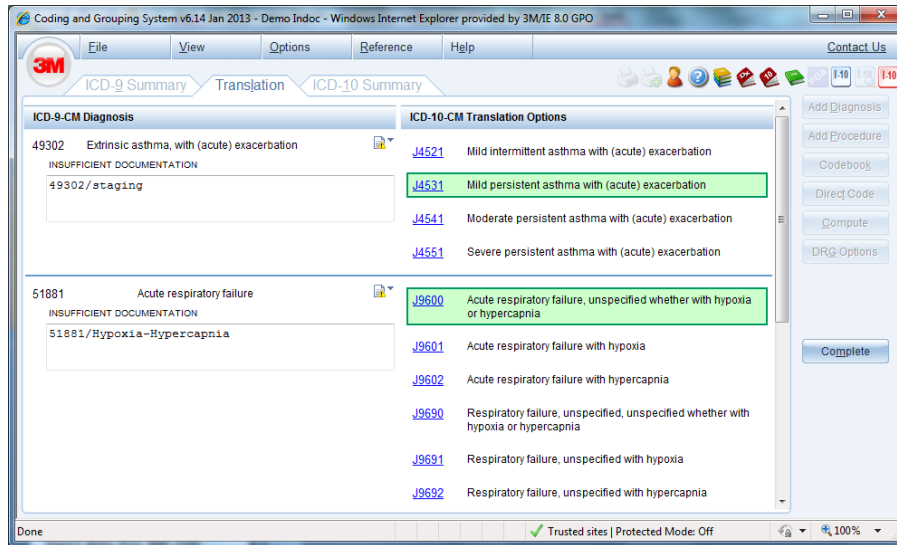 Coding and Grouping System v6.14 Jan 2013 - Demo Indoc - Windows Internet Explorer provided by 3M/IE 8.0 GPO
3M
File View Options Reference Help Contact Us
ICD-9 Summary Translation ICD-10 Summary
I-10 I-10 I-10
ICD-9-CM Diagnosis
49302 Extrinsic asthma, with (acute) exacerbation
INSUFFICIENT DOCUMENTATION
49302/staging
51881 Acute respiratory failure
INSUFFICIENT DOCUMENTATION
51881/Hypoxia-Hypercapnia
ICD-10-CM Translation Options
J4521 Mild intermittent asthma with (acute) exacerbation
J4531 Mild persistent asthma with (acute) exacerbation
J4541 Moderate persistent asthma with (acute) exacerbation
J4551 Severe persistent asthma with (acute) exacerbation
J9600 Acute respiratory failure, unspecified whether with hypoxia
or hypercapnia
J9601 Acute respiratory failure with hypoxia
J9602 Acute respiratory failure with hypercapnia
J9690 Respiratory failure, unspecified, unspecified whether with
hypoxia or hypercapnia
J9691 Respiratory failure, unspecified with hypoxia
J9692 Respiratory failure, unspecified with hypercapnia
Add Diagnosis
Add Procedure
Codebook
Direct Code
Compute
DRG Options
Complete
Done Trusted sites | Protected Mode: Off 100%